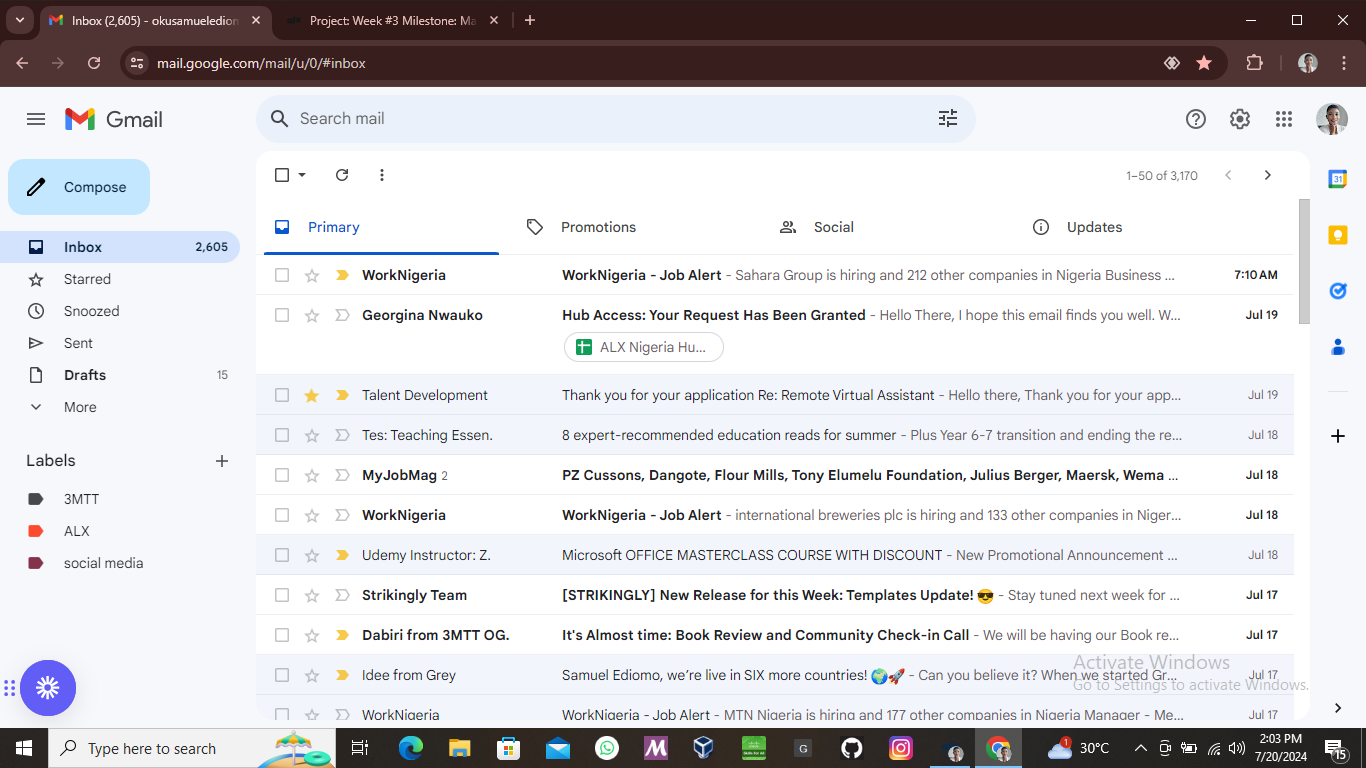 Inbox (2,605) - okusamueledion
Project: Week #3 Milestone: Ma
mail.google.com/mail/u/0/#inbox
Gmail
Search mail
Compose
1–50 of 3,170
Primary
Promotions
Social
Updates
Inbox 2,605
Starred
Snoozed
Sent
Drafts 15
More
Labels
3MTT
ALX
social media
WorkNigeria WorkNigeria - Job Alert - Sahara Group is hiring and 212 other companies in Nigeria Business ... 7:10 AM
Georgina Nwauko Hub Access: Your Request Has Been Granted - Hello There, I hope this email finds you well. W... Jul 19
ALX Nigeria Hu...
Talent Development Thank you for your application Re: Remote Virtual Assistant - Hello there, Thank you for your app... Jul 19
Tes: Teaching Essen. 8 expert-recommended education reads for summer - Plus Year 6-7 transition and ending the re... Jul 18
MyJobMag 2 PZ Cussons, Dangote, Flour Mills, Tony Elumelu Foundation, Julius Berger, Maersk, Wema ... Jul 18
WorkNigeria WorkNigeria - Job Alert - international breweries plc is hiring and 133 other companies in Niger... Jul 18
Udemy Instructor: Z. Microsoft OFFICE MASTERCLASS COURSE WITH DISCOUNT - New Promotional Announcement ... Jul 18
Strikingly Team [STRIKINGLY] New Release for this Week: Templates Update! 😎 - Stay tuned next week for ... Jul 17
Dabiri from 3MTT OG. It's Almost time: Book Review and Community Check-in Call - We will be having our Book re... Jul 17
Idee from Grey Samuel Ediomo, we're live in SIX more countries! 🌍🚀 - Can you believe it? When we started Gr... Jul 17
WorkNigeria WorkNigeria - Job Alert - MTN Nigeria is hiring and 177 other companies in Nigeria Manager - Me... Jul 17
Activate Windows
Go to Settings to activate Windows.
31
Type here to search
M
G
1
30°C
2:03 PM
7/20/2024
15